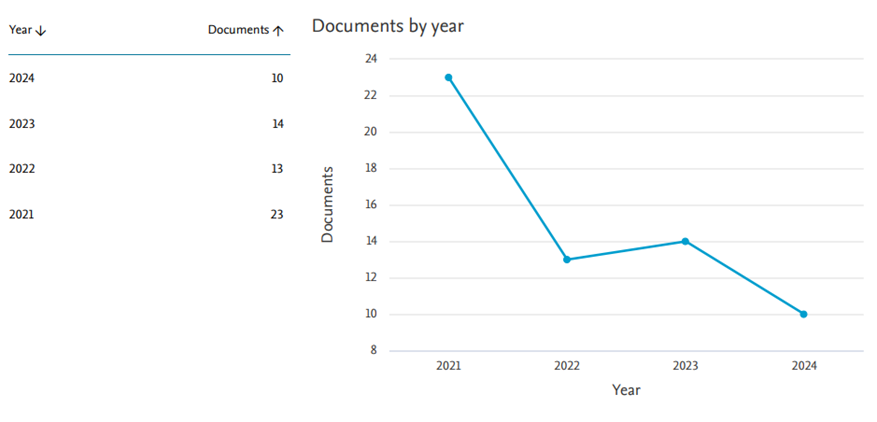 Year ↓ Documents ↑
2024 10
2023 14
2022 13
2021 23
Documents by year
24
22
20
18
16
14
12
10
8
Documents
2021 2022 2023 2024
Year